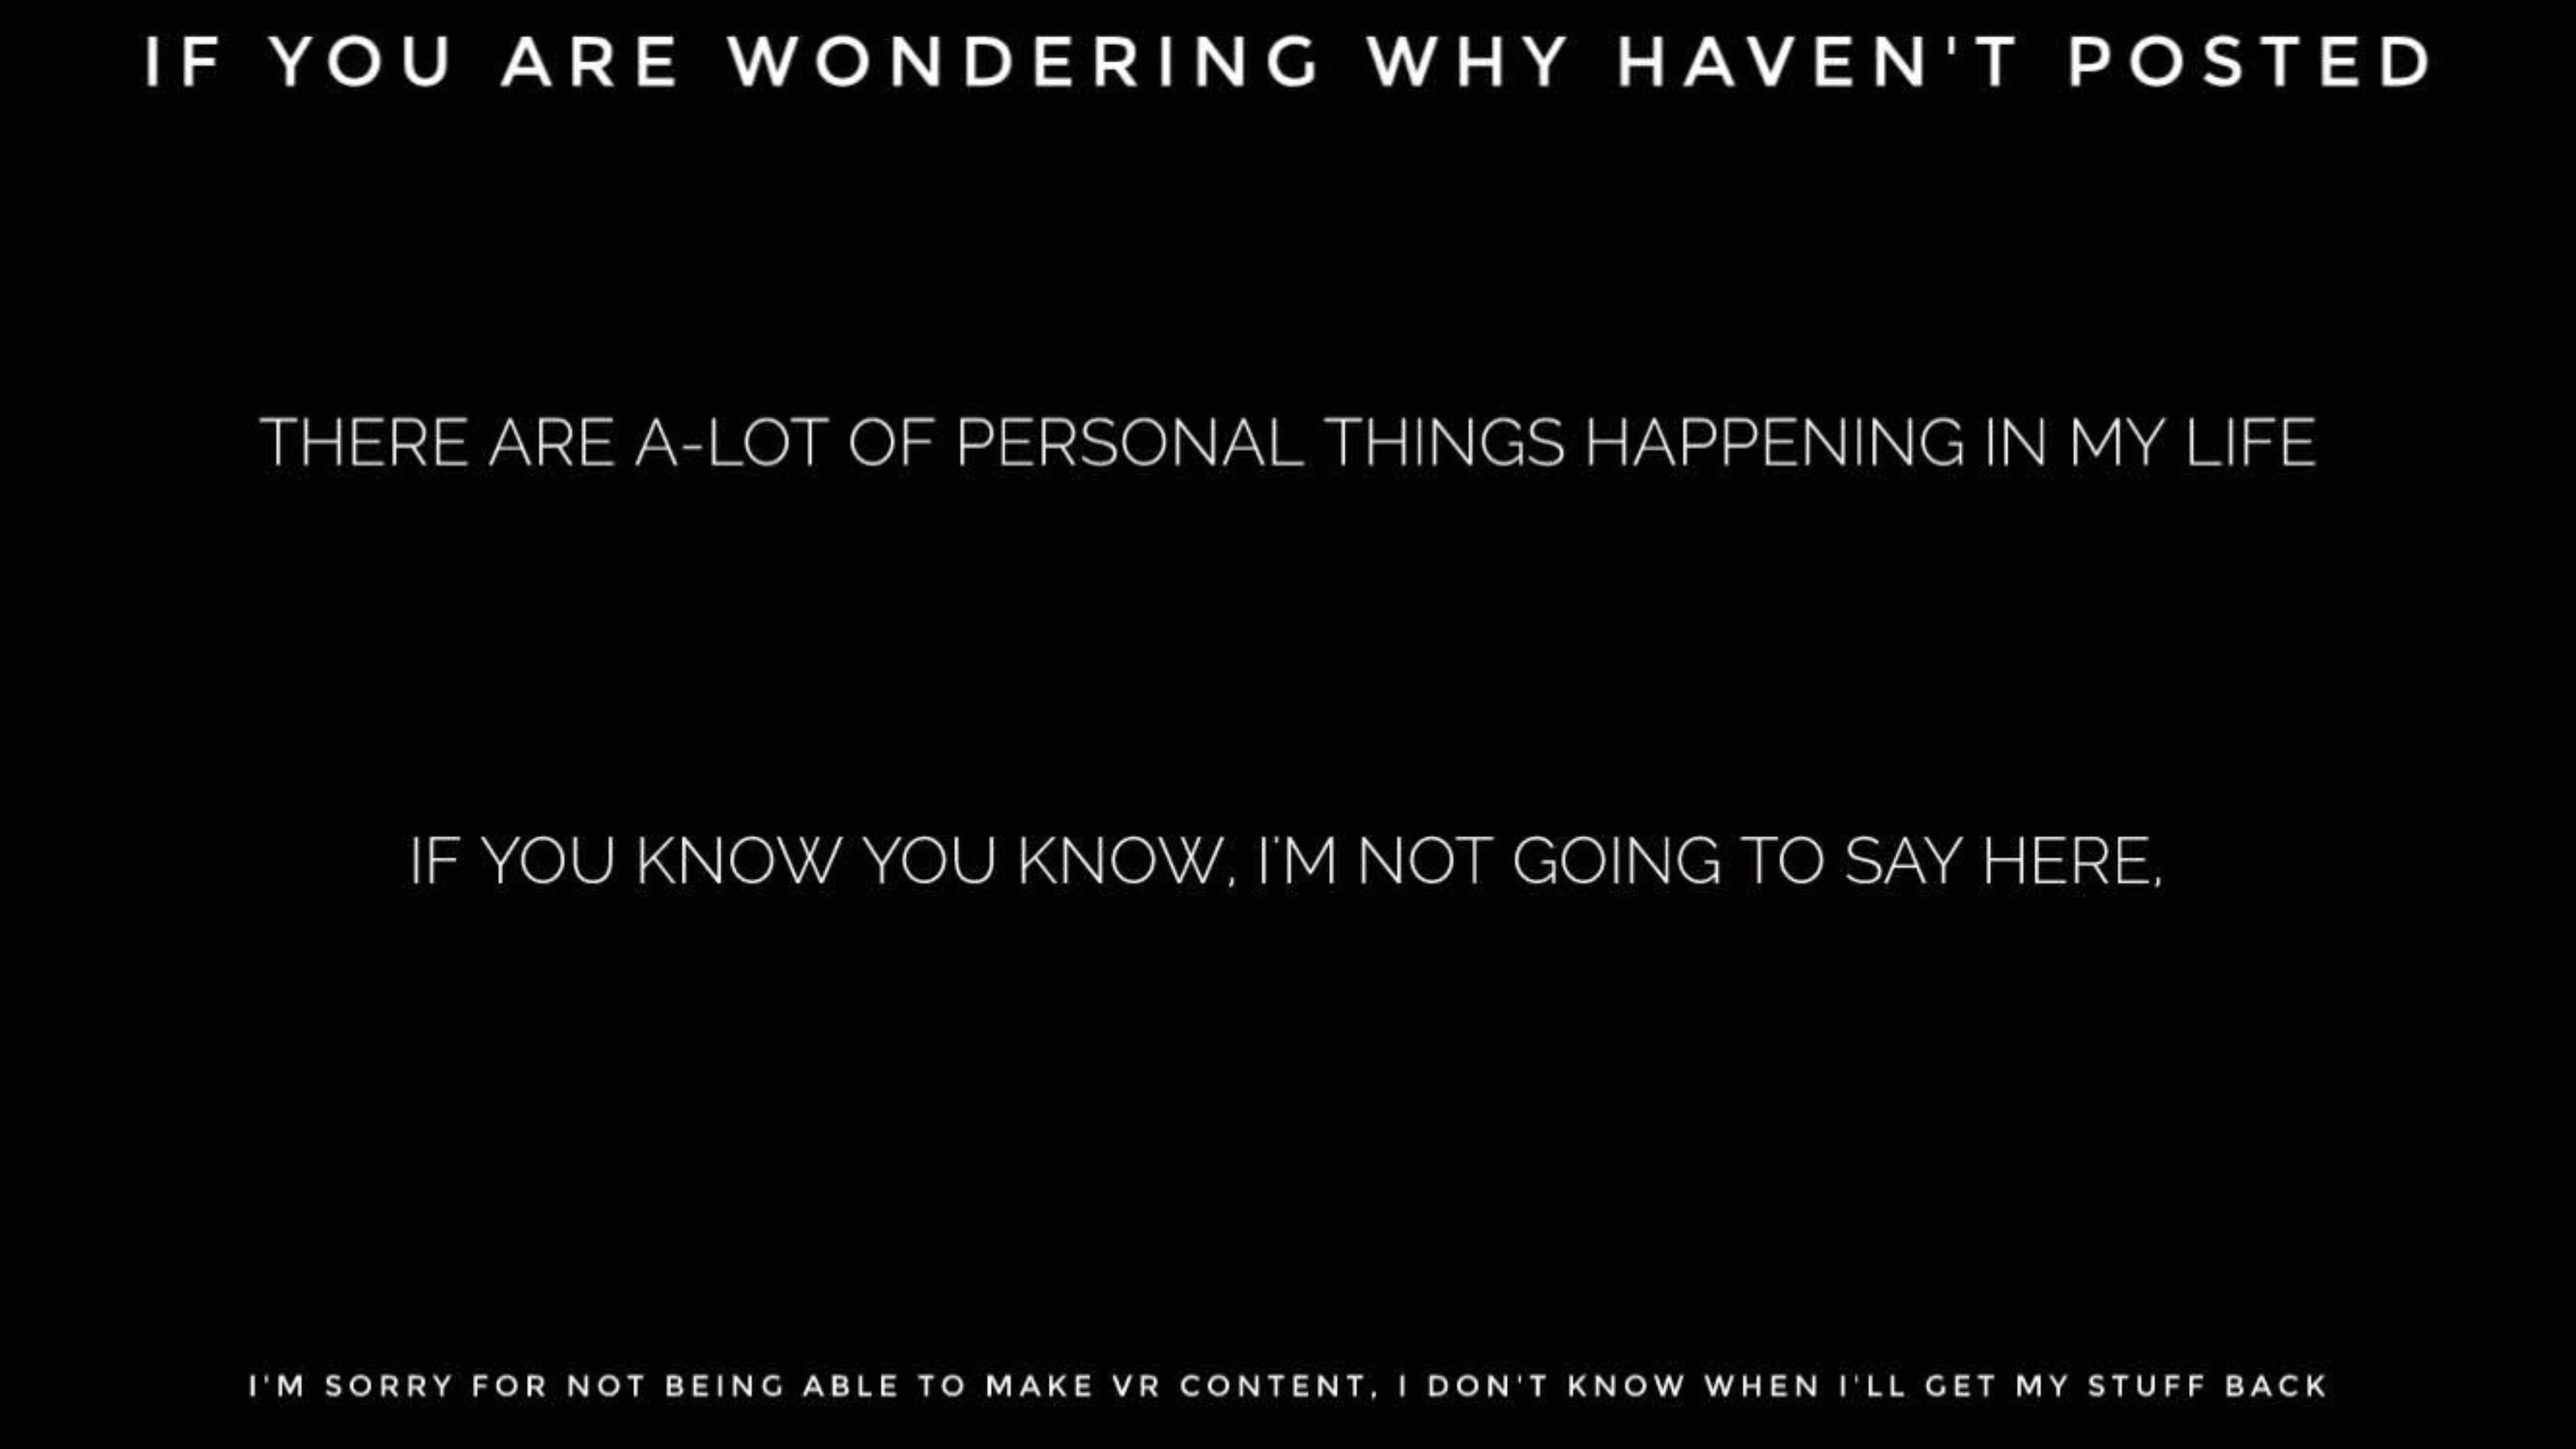 IF YOU ARE WONDERING WHY HAVEN'T POSTED
THERE ARE A-LOT OF PERSONAL THINGS HAPPENING IN MY LIFE
IF YOU KNOW YOU KNOW, I'M NOT GOING TO SAY HERE,
I'M SORRY FOR NOT BEING ABLE TO MAKE VR CONTENT, I DON'T KNOW WHEN I'LL GET MY STUFF BACK